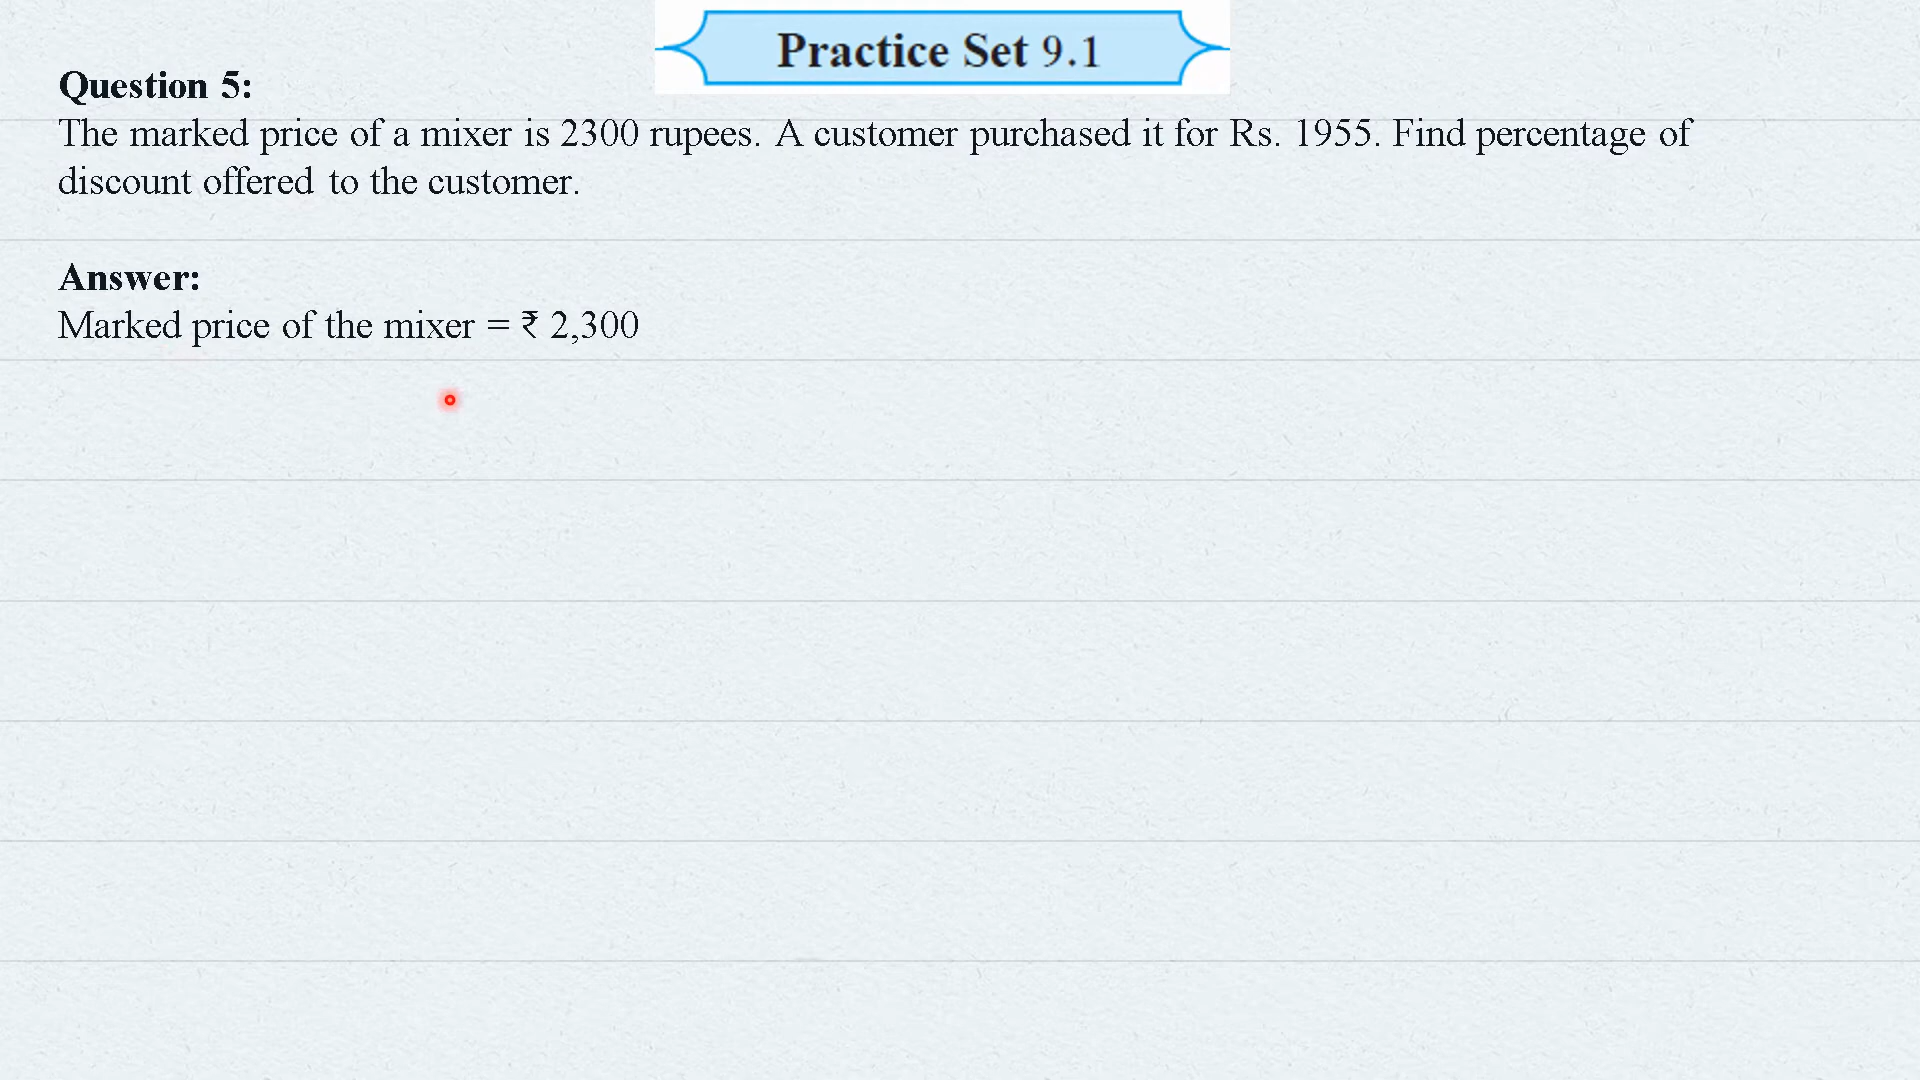 Practice Set 9.1
Question 5:
The marked price of a mixer is 2300 rupees. A customer purchased it for Rs. 1955. Find percentage of
discount offered to the customer.
Answer:
Marked price of the mixer = ₹ 2,300